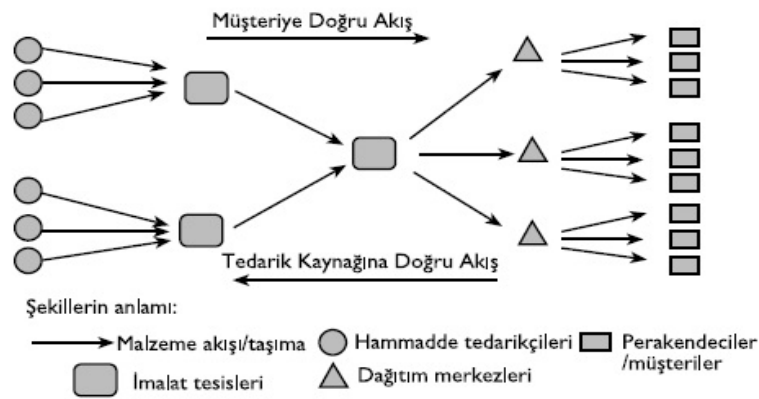 Müşteriye Doğru Akış
Tedarik Kaynağına Doğru Akış
Şekillerin anlamı:
Malzeme akışı/taşıma
Hammadde tedarikçileri
Perakendeciler
/müşteriler
İmalat tesisleri
Dağıtım merkezleri